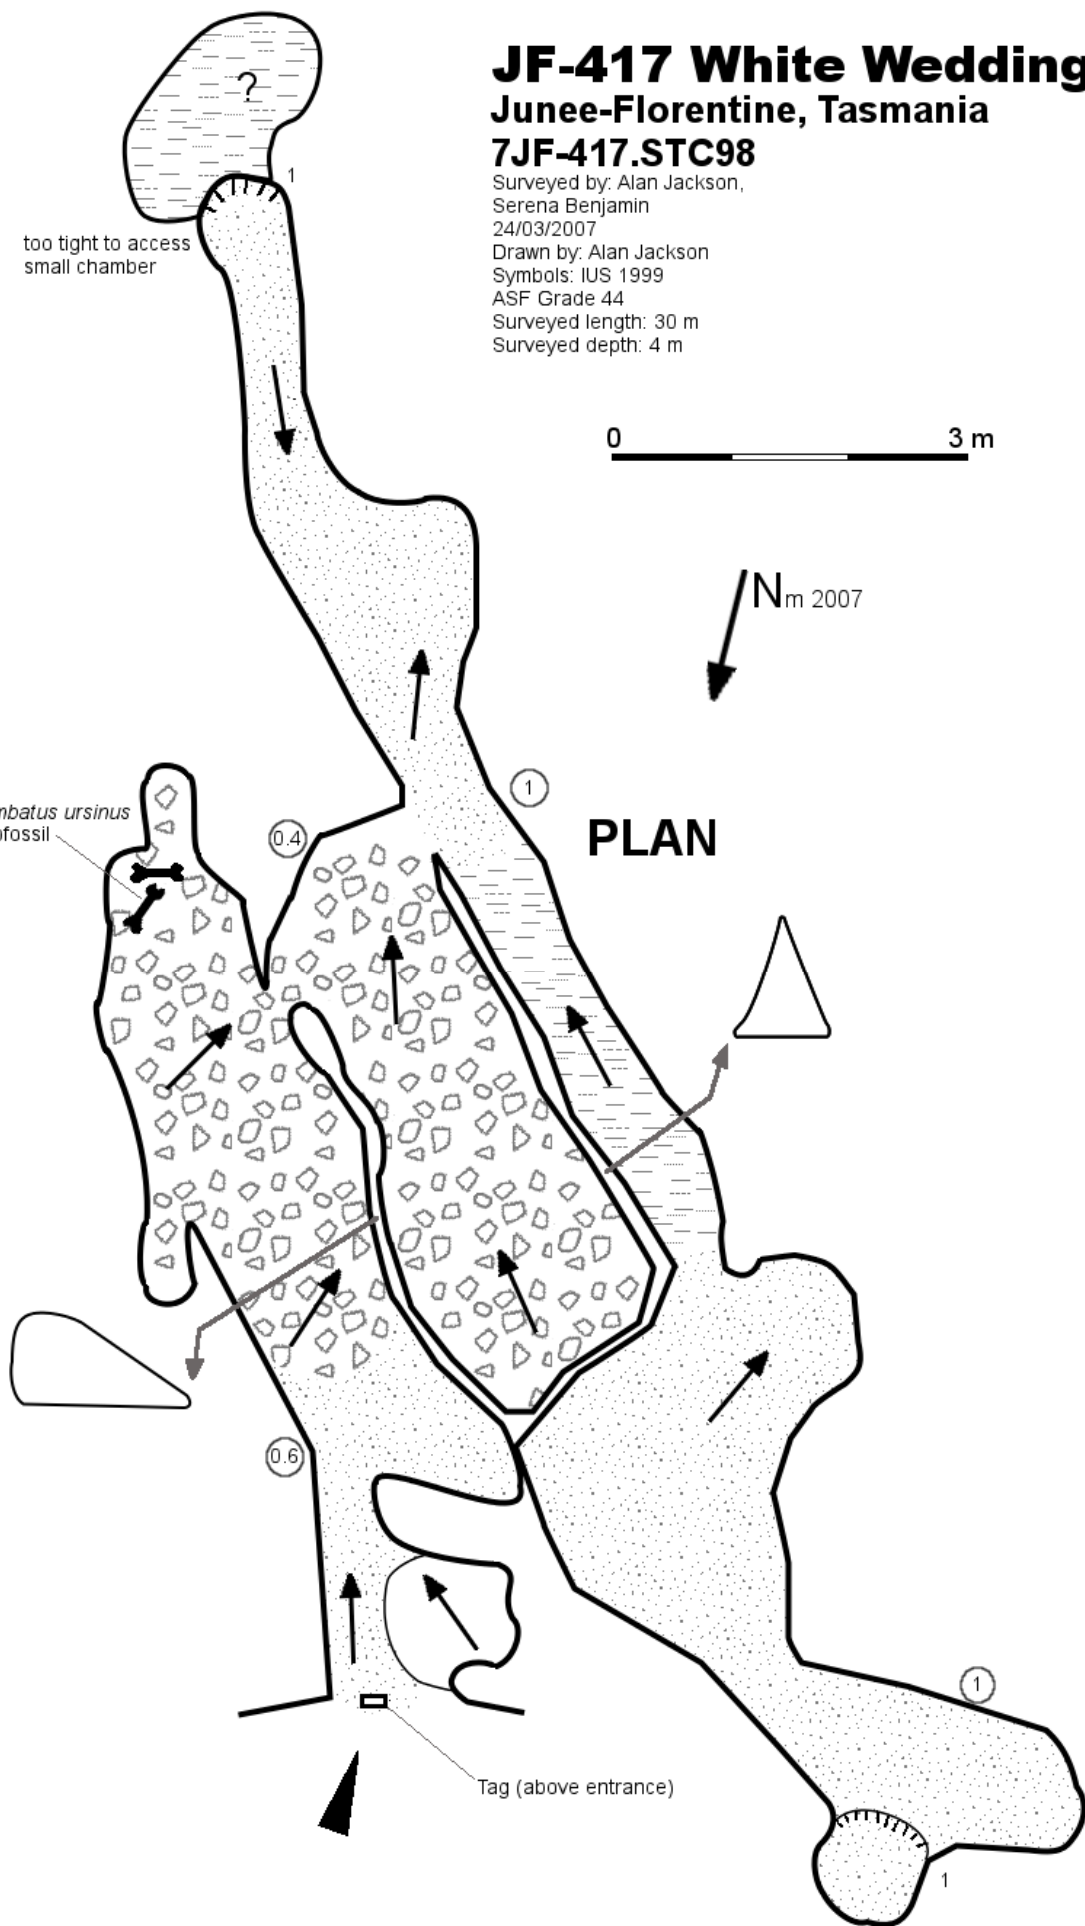 JF-417 White Wedding
Junee-Florentine, Tasmania
7JF-417.STC98
Surveyed by: Alan Jackson,
Serena Benjamin
24/03/2007
Drawn by: Alan Jackson
Symbols: IUS 1999
ASF Grade 44
Surveyed length: 30 m
Surveyed depth: 4 m
?
1
too tight to access
small chamber
0 3 m
N m 2007
1
PLAN
ursinus
0.4
0.6
1
Tag (above entrance)
1